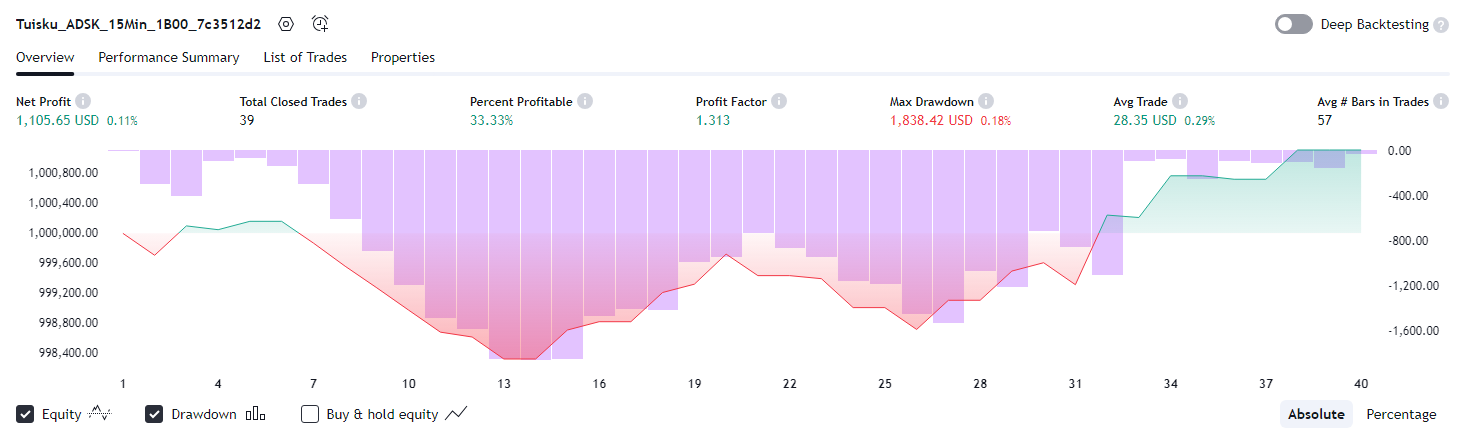 Tuisku_ADSK_15Min_1B00_7c3512d2 Deep Backtesting
Overview Performance Summary List of Trades Properties
Net Profit Total Closed Trades Percent Profitable Profit Factor Max Drawdown Avg Trade Avg # Bars in Trades
1,105.65 USD 0.11% 39 33.33% 1.313 1,838.42 USD 0.18% 28.35 USD 0.29% 57
0.00
1,000,800.00
-400.00
1,000,400.00
1,000,000.00
-800.00
999,600.00
-1,200.00
999,200.00
998,800.00
-1,600.00
998,400.00
1 4 7 10 13 16 19 22 25 28 31 34 37 40
Equity Drawdown Buy & hold equity Absolute Percentage